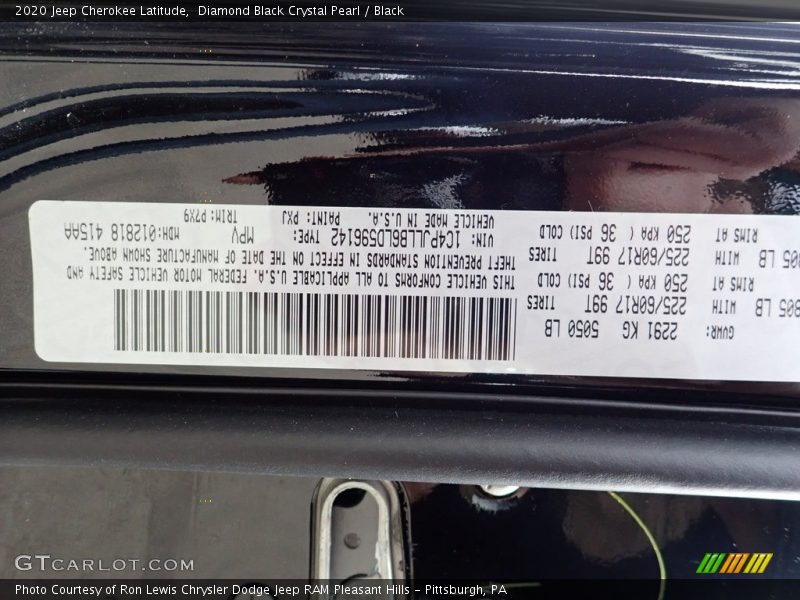 2020 Jeep Cherokee Latitude, Diamond Black Crystal Pearl / Black
GVWR: 2291 KG 5050 LB
LB WITH 225/60R17 99T TIRES
RIMS AT 250 KPA ( 36 PSI) COLD
LB WITH 225/60R17 99T TIRES
RIMS AT 250 KPA ( 36 PSI) COLD
THIS VEHICLE CONFORMS TO ALL APPLICABLE U.S.A. FEDERAL MOTOR VEHICLE SAFETY AND
THEFT PREVENTION STANDARDS IN EFFECT ON THE DATE OF MANUFACTURE SHOWN ABOVE.
VIN: 1C4PJLLB6LD596142 TYPE: MPV MDH:012818 415AA
VEHICLE MADE IN U.S.A. PAINT: PXJ TRIM: P7X9
GTCARLOT.COM
Photo Courtesy of Ron Lewis Chrysler Dodge Jeep RAM Pleasant Hills - Pittsburgh, PA